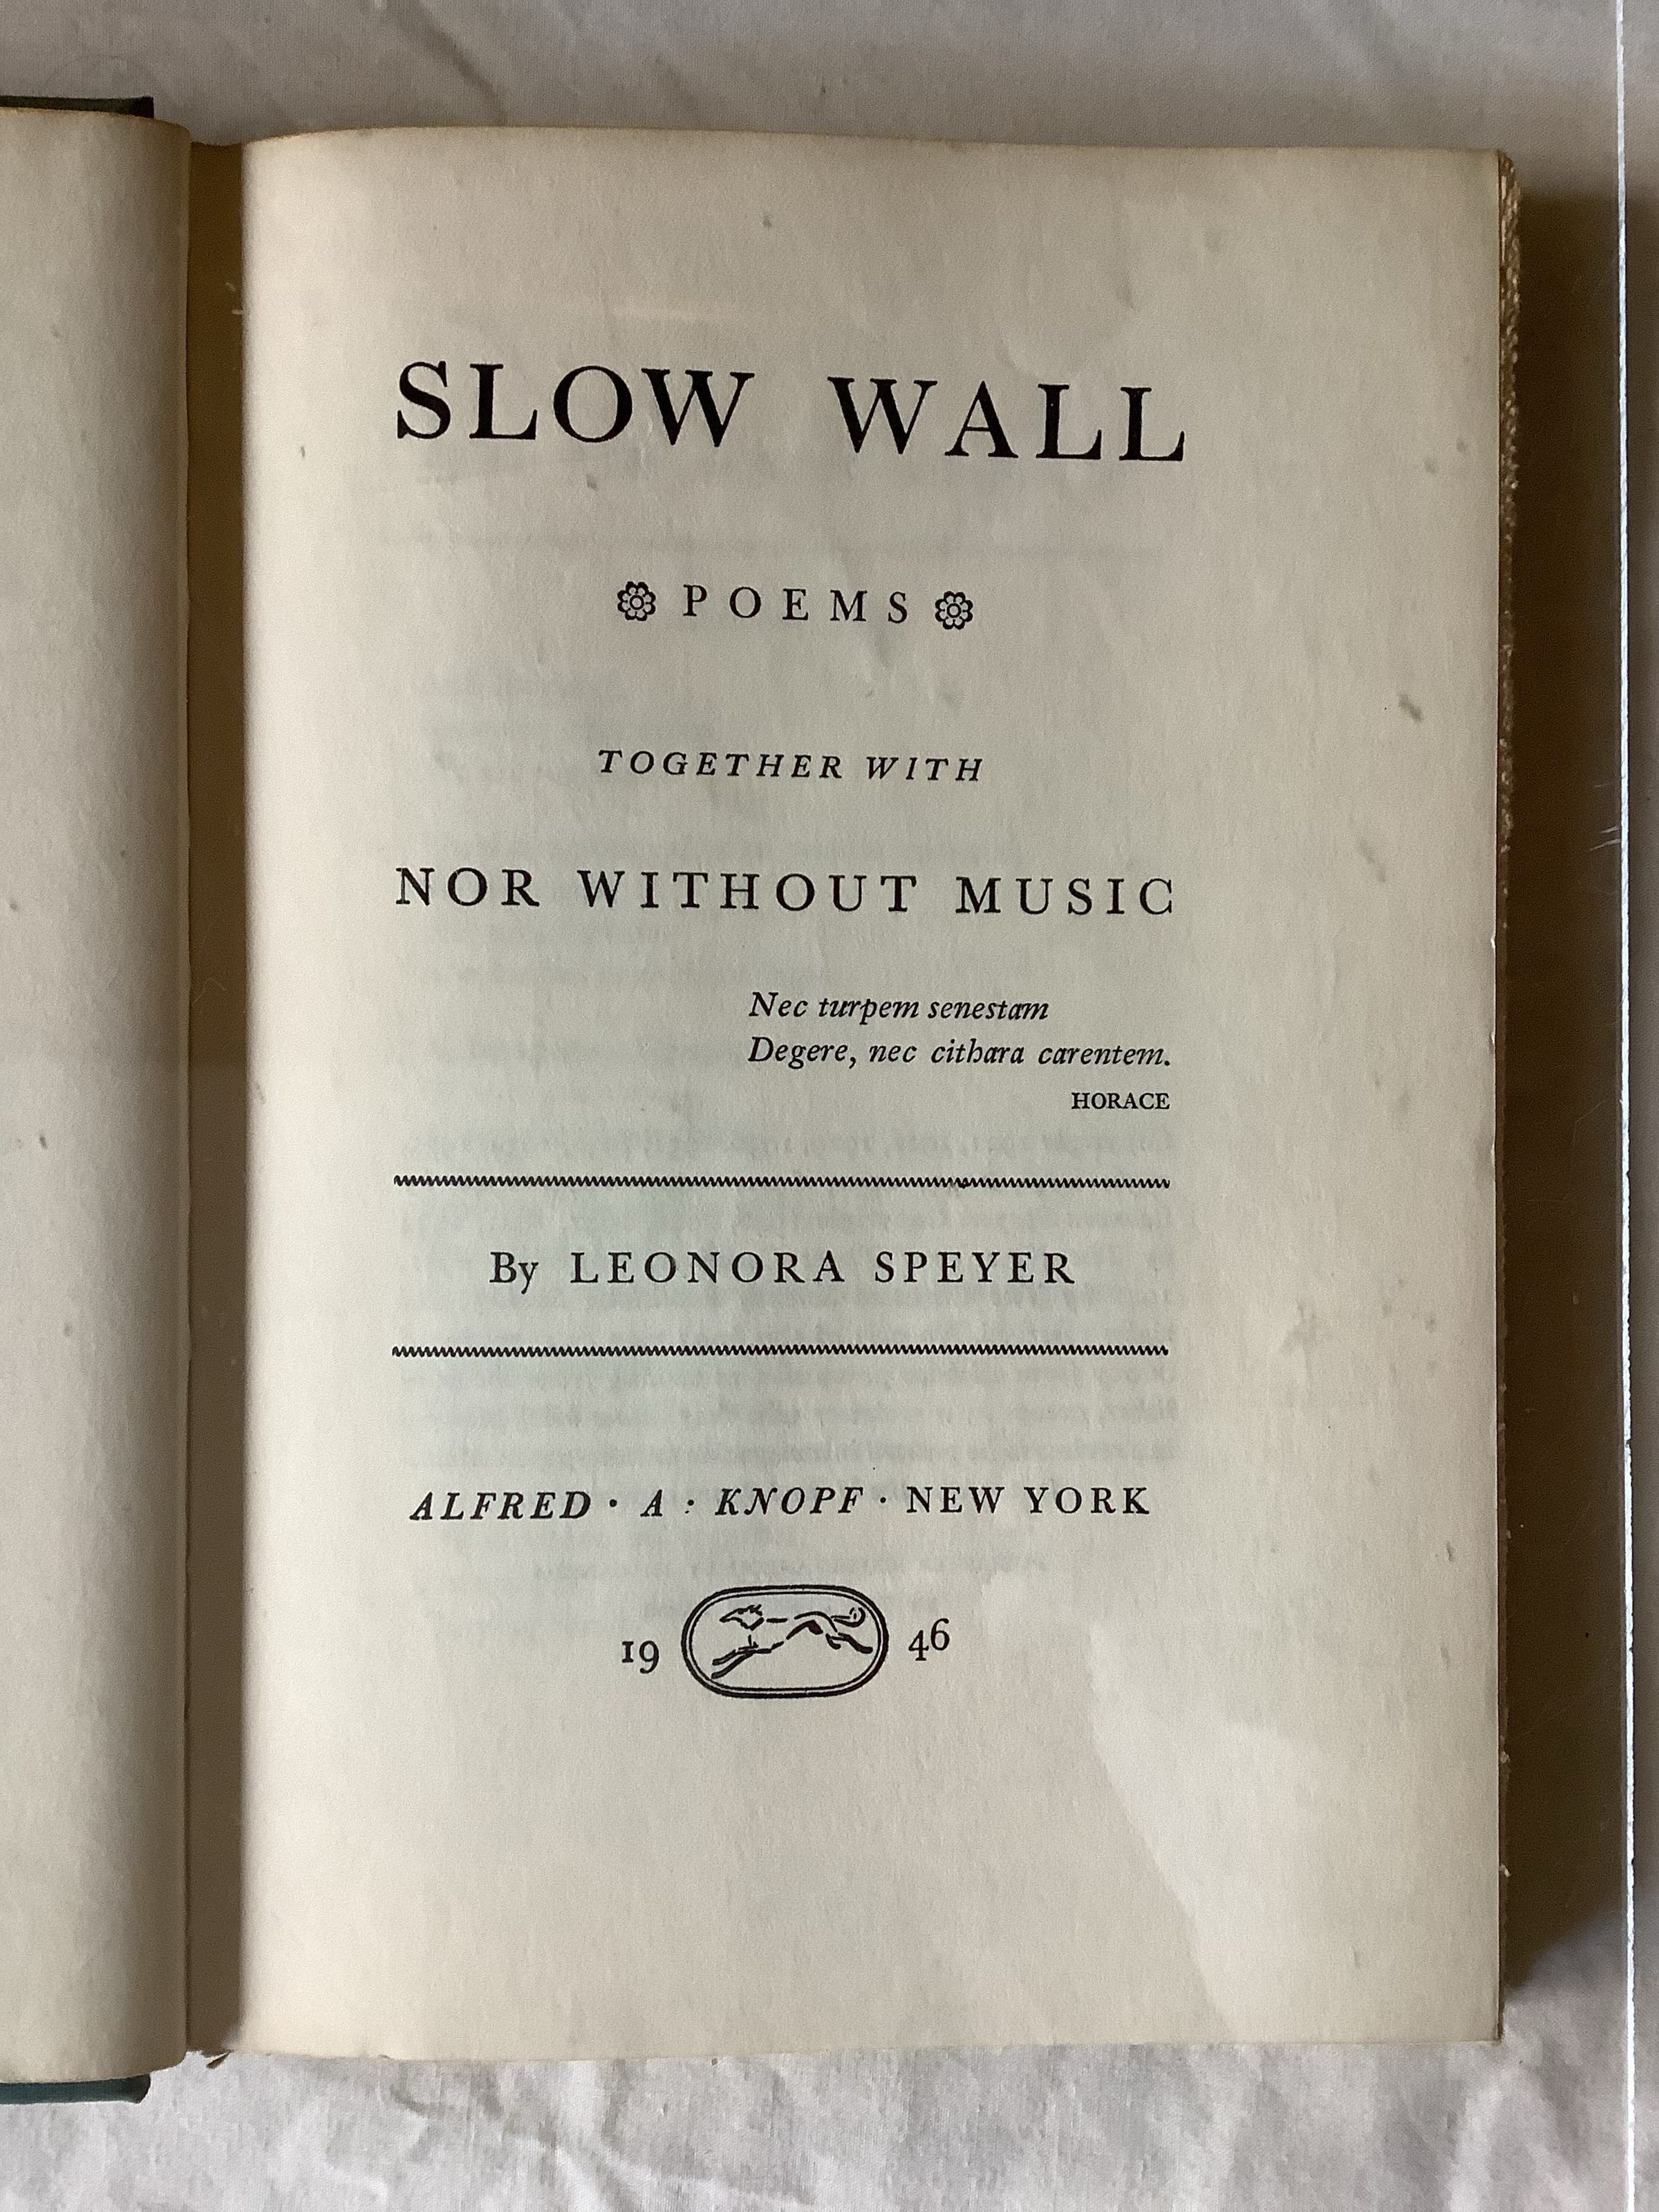 SLOW WALL
POEMS
TOGETHER WITH
NOR WITHOUT MUSIC
Nec turpem senestam
Degere, nec cithara carentem.
HORACE
By LEONORA SPEYER
ALFRED · A : KNOPF · NEW YORK
19 46